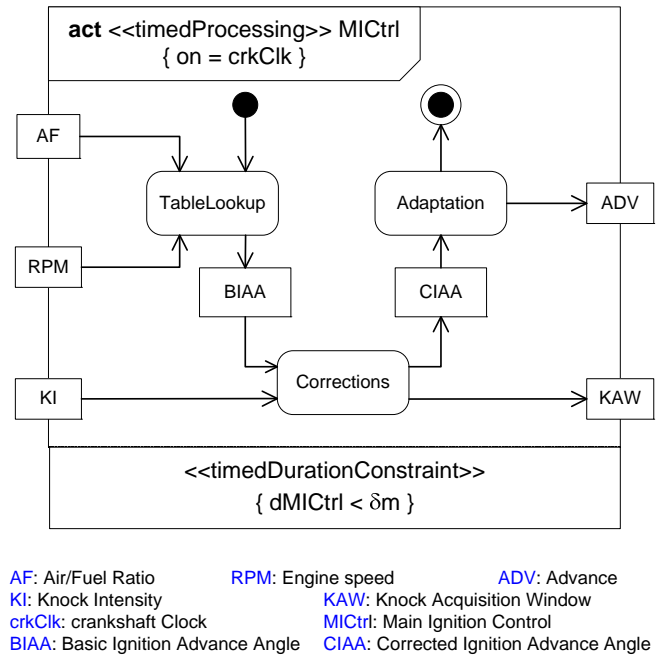 act <<timedProcessing>> MICtrl
{ on = crkClk }
AF
TableLookup
Adaptation
ADV
RPM
BIAA
CIAA
KI
Corrections
KAW
<<timedDurationConstraint>>
{ dMICtrl < δm }
AF: Air/Fuel Ratio RPM: Engine speed ADV: Advance
KI: Knock Intensity KAW: Knock Acquisition Window
crkClk: crankshaft Clock MICtrl: Main Ignition Control
BIAA: Basic Ignition Advance Angle CIAA: Corrected Ignition Advance Angle